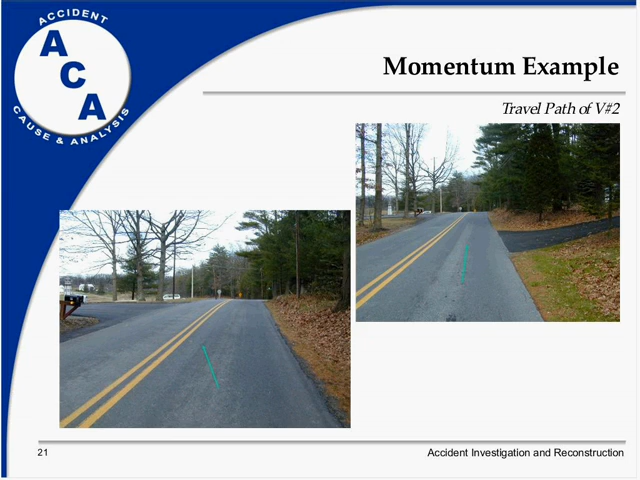 ACCIDENT
A
C
A
CAUSE & ANALYSIS
Momentum Example
Travel Path of V#2
21
Accident Investigation and Reconstruction